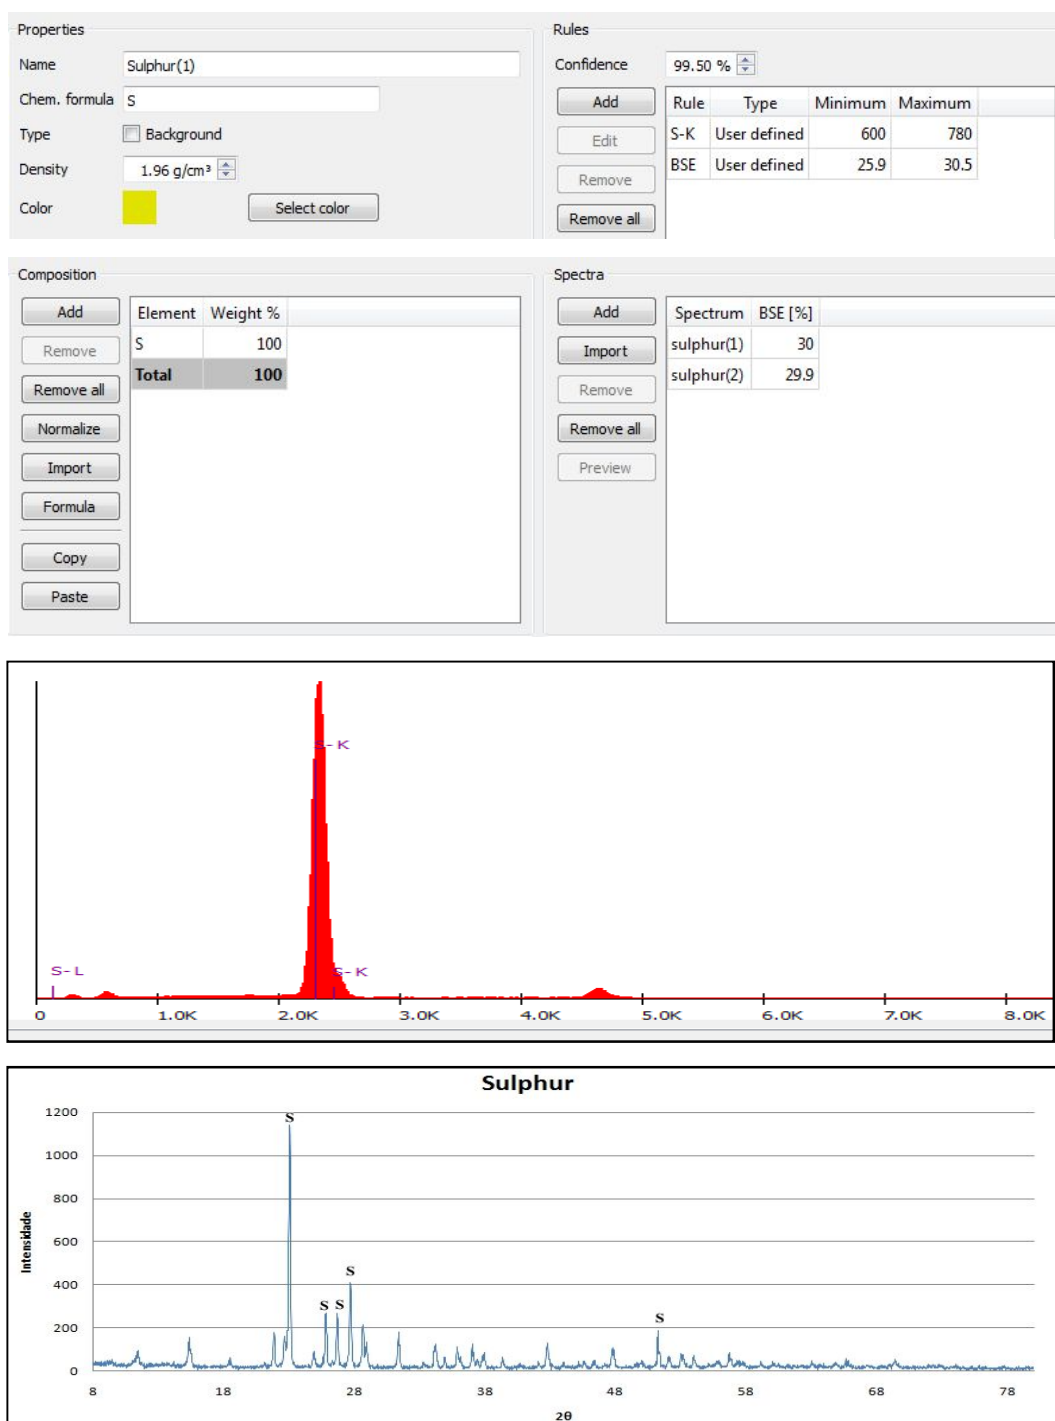 Properties
Name Sulphur(1)
Chem. formula S
Type Background
Density 1.96 g/cm³
Color Select color
Rules
Confidence 99.50 %
Add
Edit
Remove
Remove all
Rule Type Minimum Maximum
S-K User defined 600 780
BSE User defined 25.9 30.5
Composition
Add
Remove
Remove all
Normalize
Import
Formula
Copy
Paste
Element Weight %
S 100
Total 100
Spectra
Add
Import
Remove
Remove all
Preview
Spectrum BSE [%]
sulphur(1) 30
sulphur(2) 29.9
S-K
S-L
S-K
0 1.0K 2.0K 3.0K 4.0K 5.0K 6.0K 7.0K 8.0K
Sulphur
Intensidade
1200
1000
800
600
400
200
0
S
S
S S
S
8 18 28 38 48 58 68 78
2θ